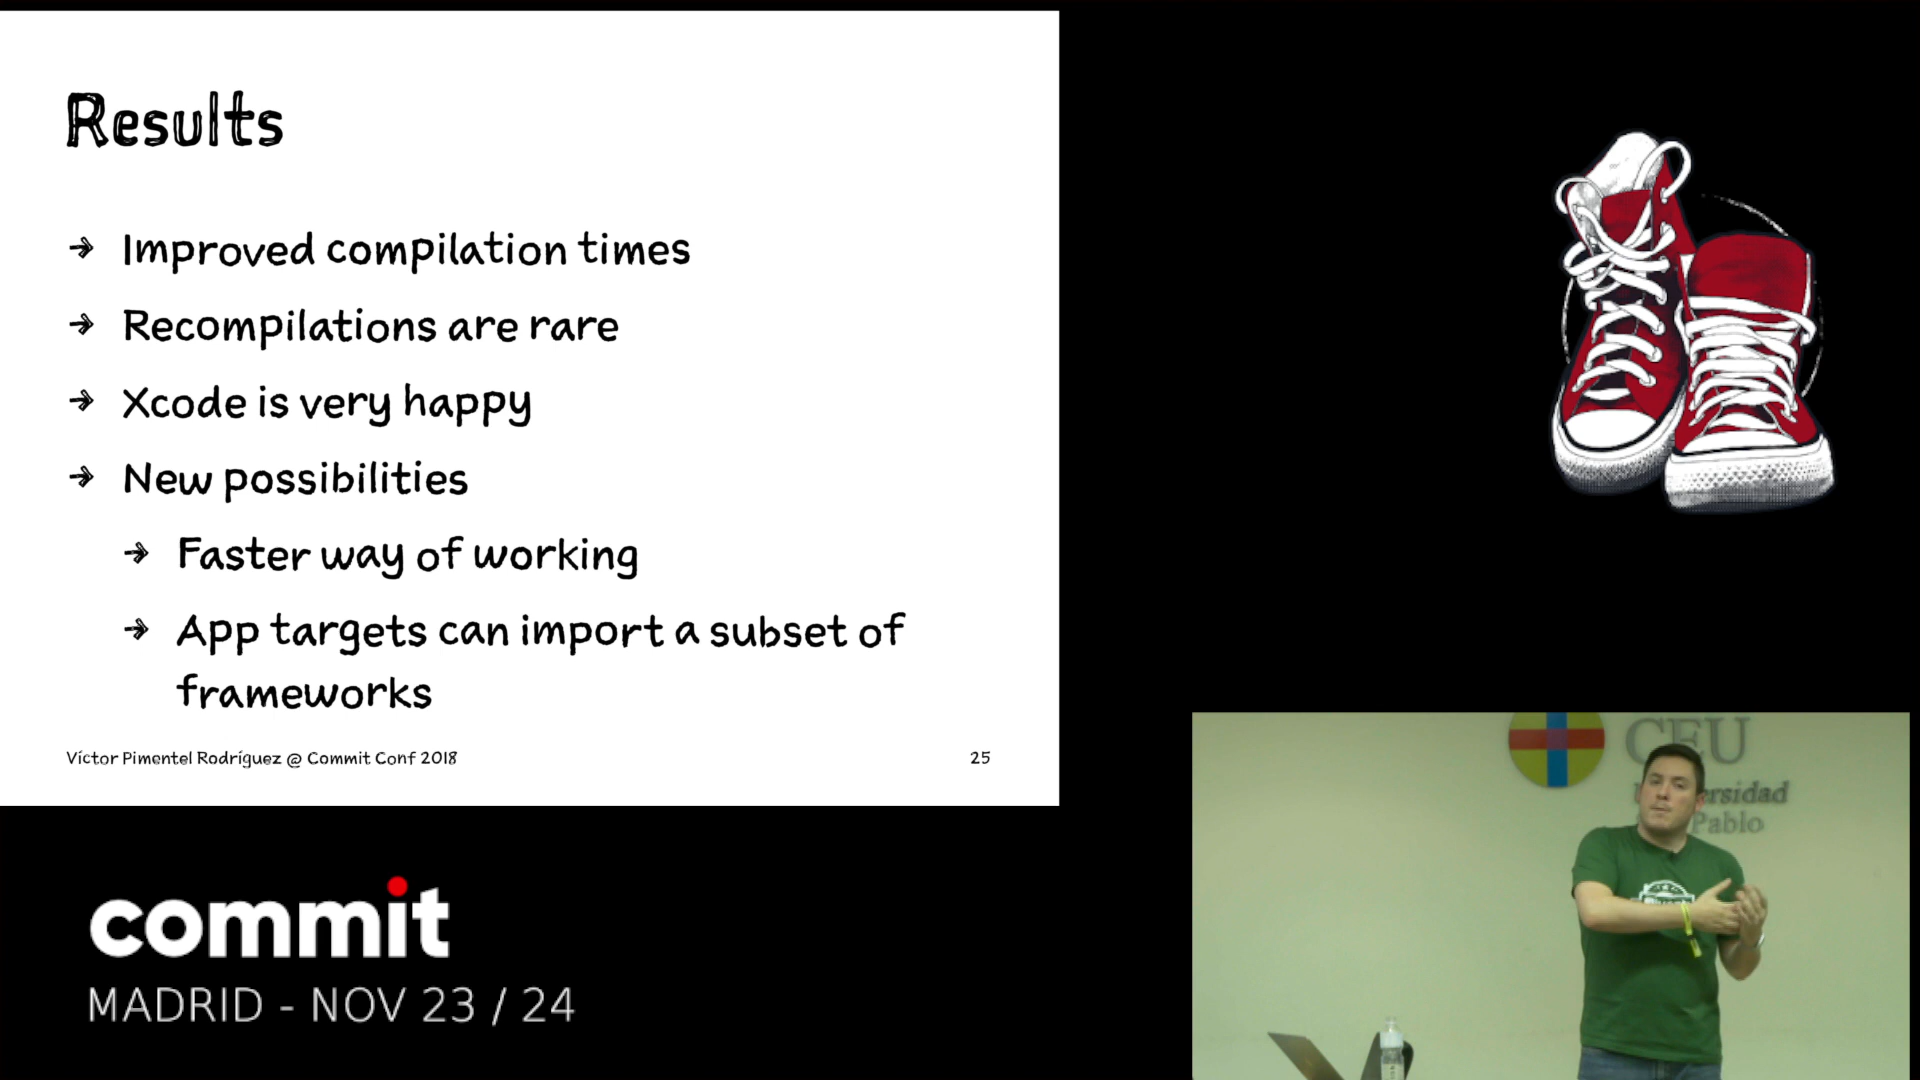 Results
→ Improved compilation times
→ Recompilations are rare
→ Xcode is very happy
→ New possibilities
→ Faster way of working
→ App targets can import a subset of
frameworks
Víctor Pimentel Rodríguez @ Commit Conf 2018
25
commit
MADRID - NOV 23 / 24
CEU
Pablo